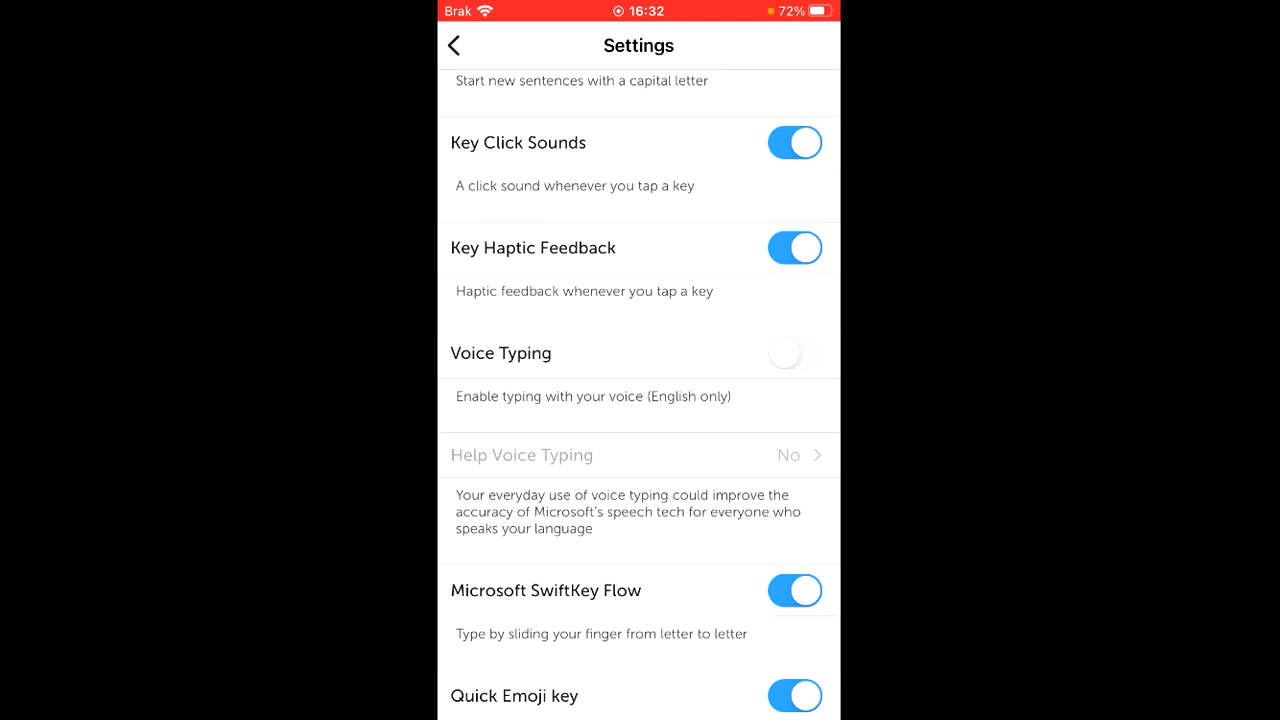 Brak 16:32 72%
Settings
Start new sentences with a capital letter
Key Click Sounds
A click sound whenever you tap a key
Key Haptic Feedback
Haptic feedback whenever you tap a key
Voice Typing
Enable typing with your voice (English only)
Help Voice Typing No
Your everyday use of voice typing could improve the
accuracy of Microsoft's speech tech for everyone who
speaks your language
Microsoft SwiftKey Flow
Type by sliding your finger from letter to letter
Quick Emoji key